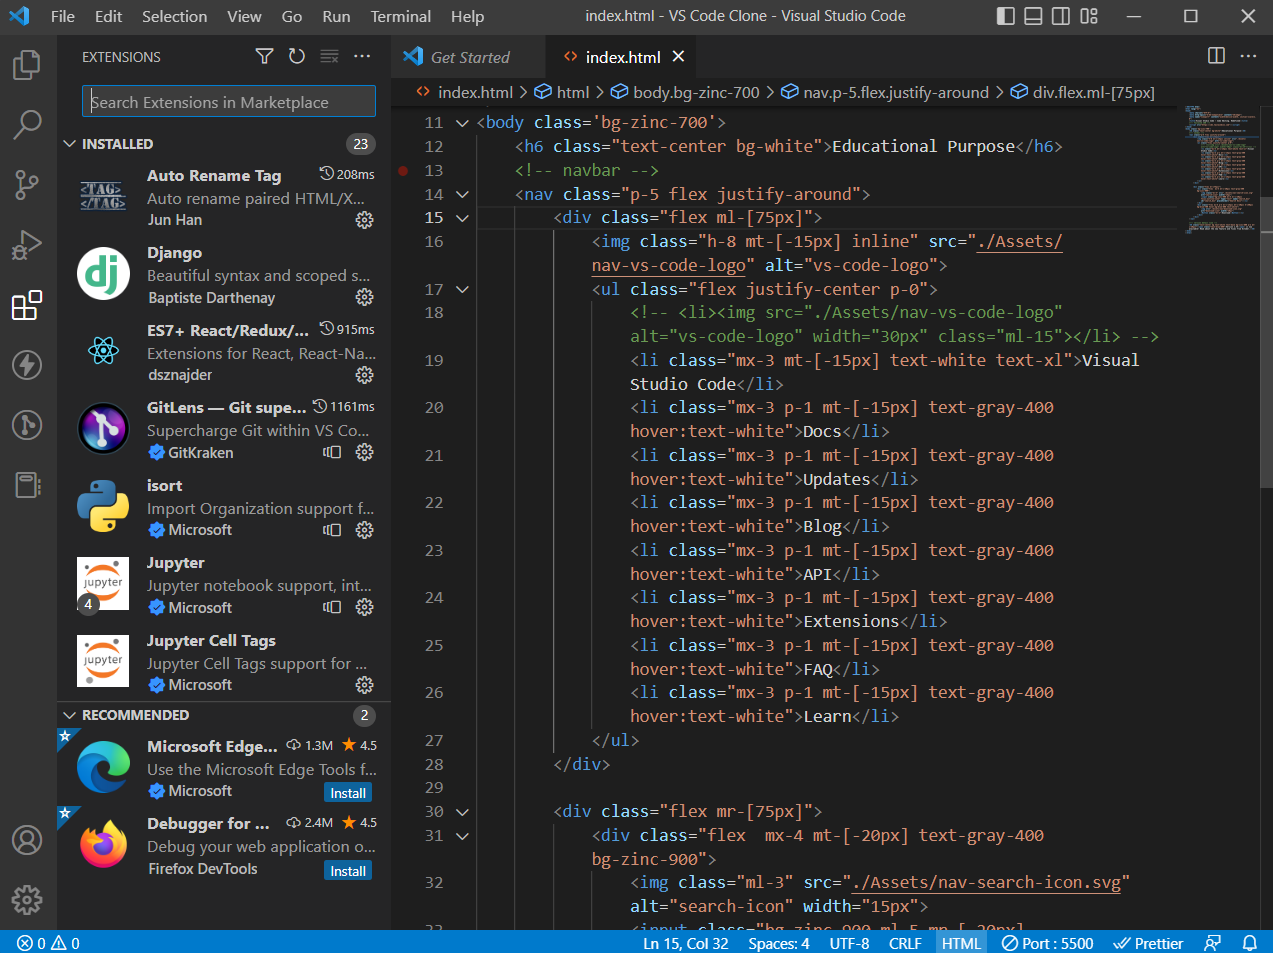 File Edit Selection View Go Run Terminal Help
index.html - VS Code Clone - Visual Studio Code
EXTENSIONS
Search Extensions in Marketplace
INSTALLED 23
TAG
</TAG
Auto Rename Tag 208ms
Auto rename paired HTML/X...
Jun Han
dj
Django
Beautiful syntax and scoped s...
Baptiste Darthenay
ES7+ React/Redux/... 915ms
Extensions for React, React-Na...
dsznajder
GitLens — Git supe... 1161ms
Supercharge Git within VS Co...
GitKraken
isort
Import Organization support f...
Microsoft
jupyter
4
Jupyter
Jupyter notebook support, int...
Microsoft
jupyter
Jupyter Cell Tags
Jupyter Cell Tags support for ...
Microsoft
RECOMMENDED 2
Microsoft Edge... 1.3M 4.5
Use the Microsoft Edge Tools f...
Microsoft Install
Debugger for ... 2.4M 4.5
Debug your web application o...
Firefox DevTools Install
Get Started
index.html
index.html > html > body.bg-zinc-700 > nav.p-5.flex.justify-around > div.flex.ml-[75px]
11 <body class='bg-zinc-700'>
12 <h6 class="text-center bg-white">Educational Purpose</h6>
13 <!-- navbar -->
14 <nav class="p-5 flex justify-around">
15 <div class="flex ml-[75px]">
16 <img class="h-8 mt-[-15px] inline" src="./Assets/
nav-vs-code-logo" alt="vs-code-logo">
17 <ul class="flex justify-center p-0">
18 <!-- <li><img src="./Assets/nav-vs-code-logo"
alt="vs-code-logo" width="30px" class="ml-15"></li> -->
19 <li class="mx-3 mt-[-15px] text-white text-xl">Visual
Studio Code</li>
20 <li class="mx-3 p-1 mt-[-15px] text-gray-400
hover:text-white">Docs</li>
21 <li class="mx-3 p-1 mt-[-15px] text-gray-400
hover:text-white">Updates</li>
22 <li class="mx-3 p-1 mt-[-15px] text-gray-400
hover:text-white">Blog</li>
23 <li class="mx-3 p-1 mt-[-15px] text-gray-400
hover:text-white">API</li>
24 <li class="mx-3 p-1 mt-[-15px] text-gray-400
hover:text-white">Extensions</li>
25 <li class="mx-3 p-1 mt-[-15px] text-gray-400
hover:text-white">FAQ</li>
26 <li class="mx-3 p-1 mt-[-15px] text-gray-400
hover:text-white">Learn</li>
27 </ul>
28 </div>
29
30 <div class="flex mr-[75px]">
31 <div class="flex  mx-4 mt-[-20px] text-gray-400
bg-zinc-900">
32 <img class="ml-3" src="./Assets/nav-search-icon.svg"
alt="search-icon" width="15px">
33 <input class="bg-zinc-900 ml-5 mp-[-20px]
0 0
Ln 15, Col 32 Spaces: 4 UTF-8 CRLF HTML Port : 5500 Prettier